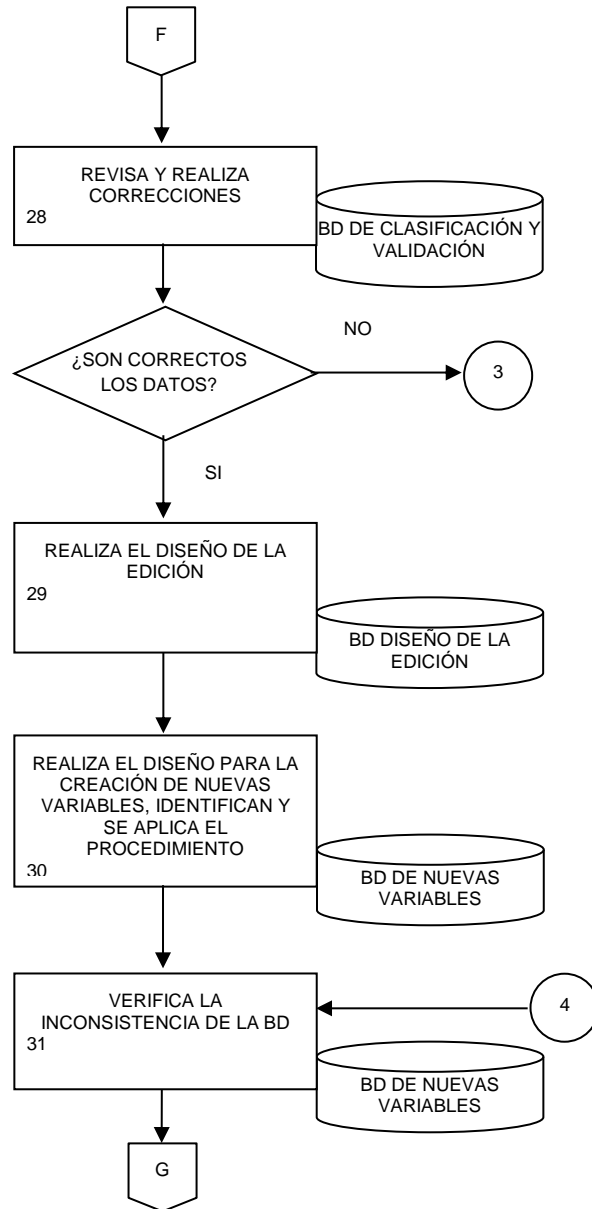 F
REVISA Y REALIZA
CORRECCIONES
28
BD DE CLASIFICACIÓN Y
VALIDACIÓN
NO
¿SON CORRECTOS
LOS DATOS?
3
SI
REALIZA EL DISEÑO DE LA
EDICIÓN
29
BD DISEÑO DE LA
EDICIÓN
REALIZA EL DISEÑO PARA LA
CREACIÓN DE NUEVAS
VARIABLES, IDENTIFICAN Y
SE APLICA EL
PROCEDIMIENTO
30
BD DE NUEVAS
VARIABLES
VERIFICA LA
INCONSISTENCIA DE LA BD
31
4
BD DE NUEVAS
VARIABLES
G